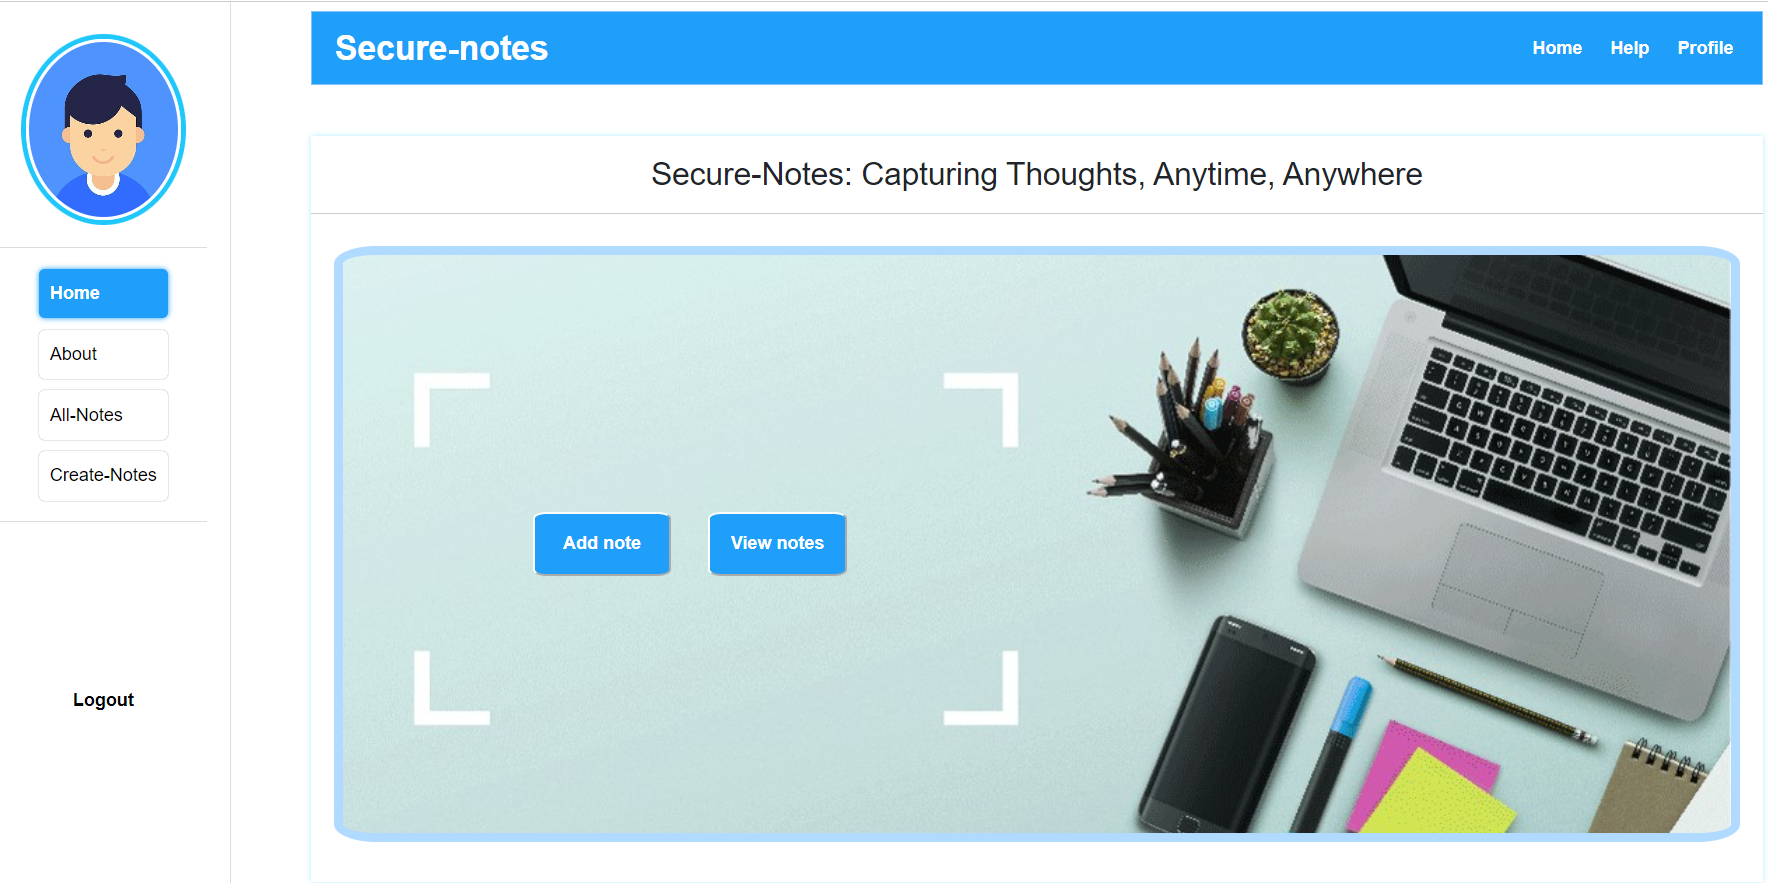 Secure-notes
Home Help Profile
Secure-Notes: Capturing Thoughts, Anytime, Anywhere
Home
About
All-Notes
Create-Notes
Logout
Add note
View notes